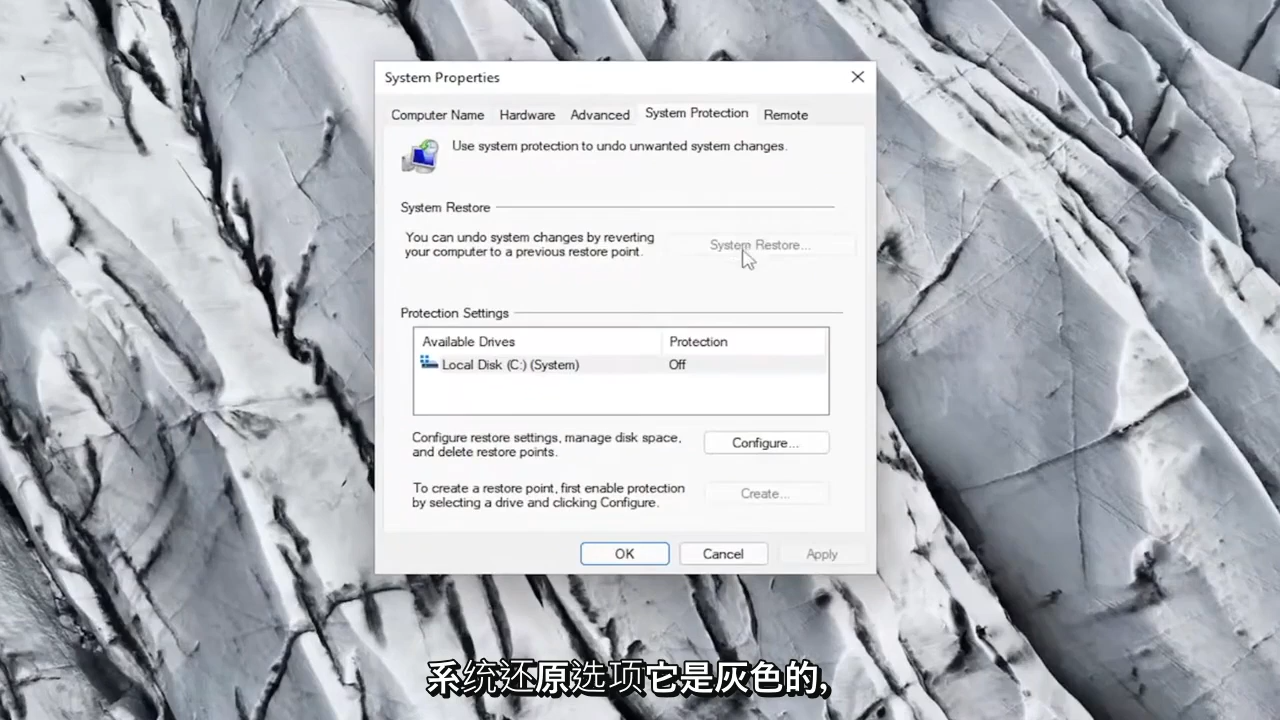 System Properties
Computer Name Hardware Advanced System Protection Remote
Use system protection to undo unwanted system changes.
System Restore
You can undo system changes by reverting
your computer to a previous restore point.
System Restore...
Protection Settings
Available Drives Protection
Local Disk (C:) (System) Off
Configure restore settings, manage disk space,
and delete restore points.
Configure...
To create a restore point, first enable protection
by selecting a drive and clicking Configure.
Create...
OK Cancel Apply
系统还原选项它是灰色的,